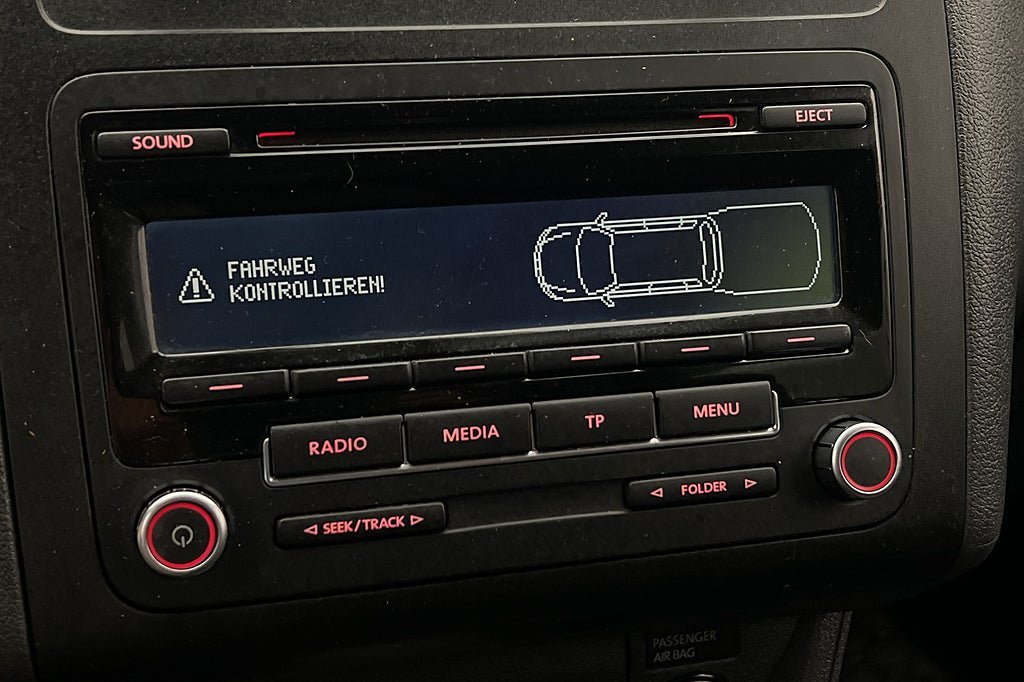 SOUND
EJECT
FAHRWEG
KONTROLLIEREN!
RADIO
MEDIA
TP
MENU
SEEK/TRACK
FOLDER
PASSENGER
AIR BAG